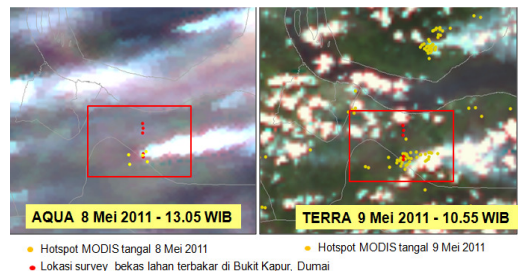 AQUA 8 Mei 2011 - 13.05 WIB
TERRA 9 Mei 2011 - 10.55 WIB
Hotspot MODIS tangal 8 Mei 2011
Hotspot MODIS tangal 9 Mei 2011
Lokasi survey bekas lahan terbakar di Bukit Kapur, Dumai